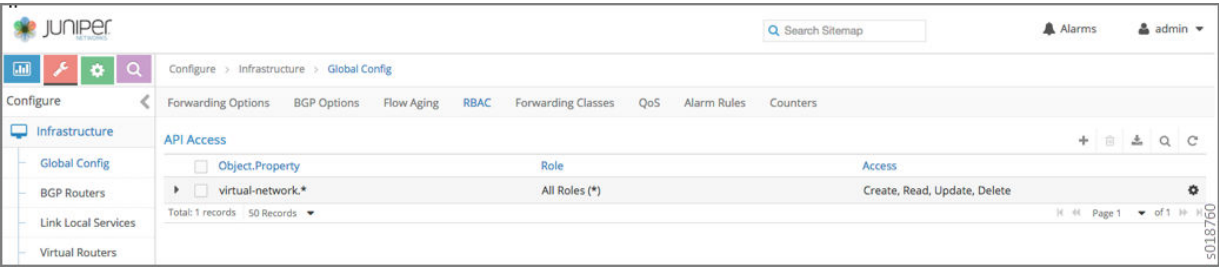 JUNIPER
NETWORKS
Search Sitemap
Alarms
admin
Configure > Infrastructure > Global Config
Configure
Forwarding Options BGP Options Flow Aging RBAC Forwarding Classes QoS Alarm Rules Counters
Infrastructure
API Access
Global Config
Object.Property Role Access
BGP Routers
virtual-network.* All Roles (*) Create, Read, Update, Delete
Total: 1 records 50 Records
Page 1 of 1
Link Local Services
Virtual Routers
s018760